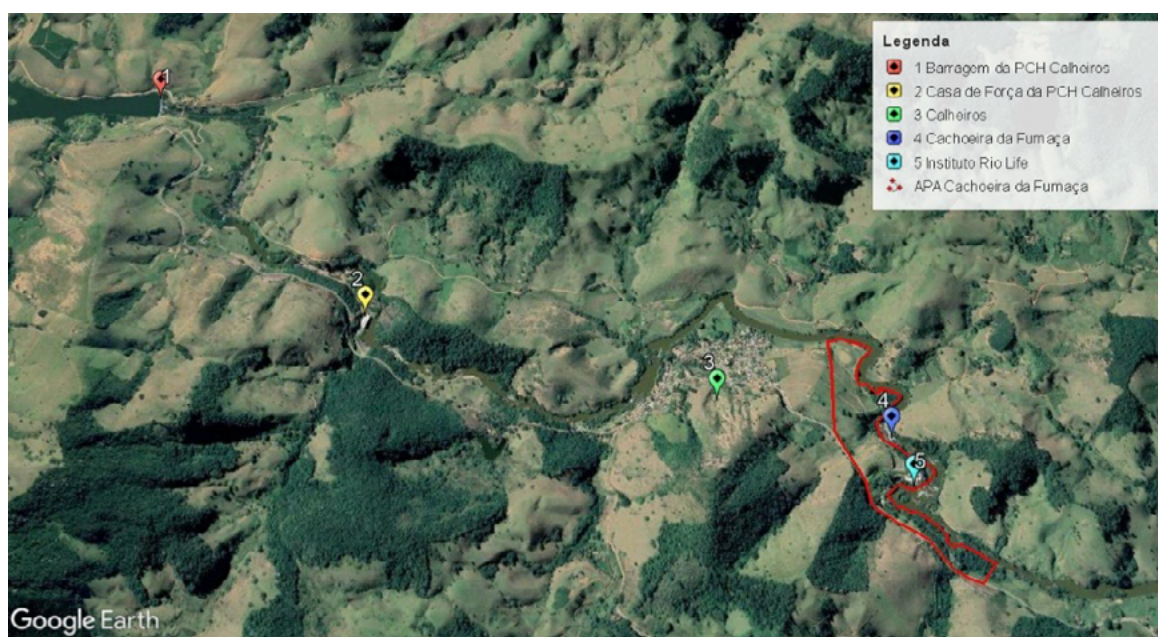 Legenda
1 Barragem da PCH Calheiros
2 Casa de Força da PCH Calheiros
3 Calheiros
4 Cachoeira da Fumaça
5 Instituto Rio Life
APA Cachoeira da Fumaça
1
2
3
4
5
Google Earth